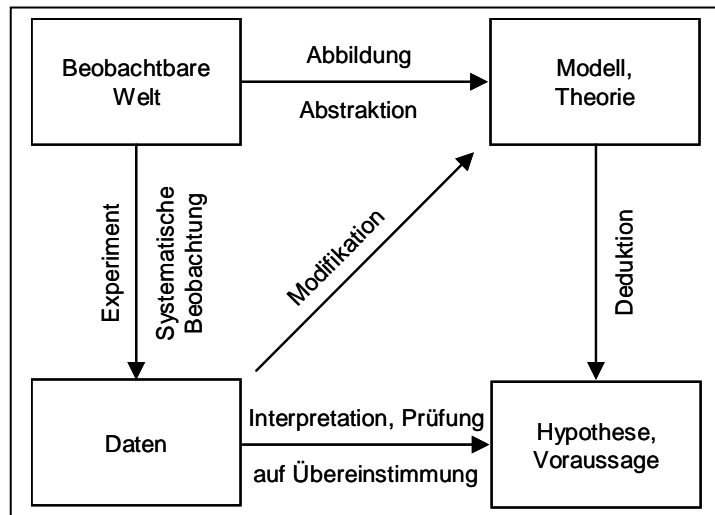 Beobachtbare
Welt
Abbildung
Abstraktion
Modell,
Theorie
Experiment
Systematische
Beobachtung
Modifikation
Deduktion
Daten
Interpretation, Prüfung
auf Übereinstimmung
Hypothese,
Voraussage